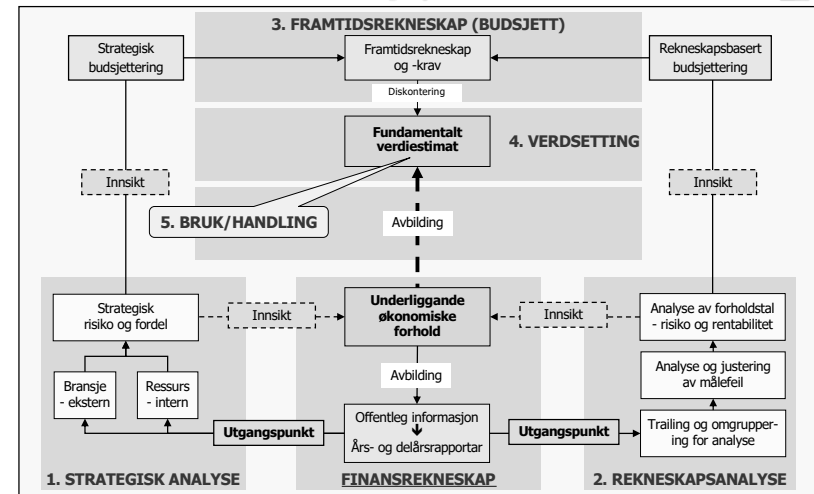 3. FRAMTIDSREKNESKAP (BUDSJETT)
Strategisk
budsjettering
Framtidsrekneskap
og -krav
Rekneskapsbasert
budsjettering
Diskontering
Fundamentalt
verdiestimat
4. VERDSETTING
Innsikt
Innsikt
5. BRUK/HANDLING
Avbilding
Strategisk
risiko og fordel
Innsikt
Underliggande
økonomiske
forhold
Innsikt
Analyse av forholdstal
- risiko og rentabilitet
Bransje
- ekstern
Ressurs
- intern
Avbilding
Analyse og justering
av målefeil
Utgangspunkt
Offentleg informasjon
Års- og delårsrapportar
Utgangspunkt
Trailing og omgrupper-
ing for analyse
1. STRATEGISK ANALYSE
FINANSREKNESKAP
2. REKNESKAPSANALYSE